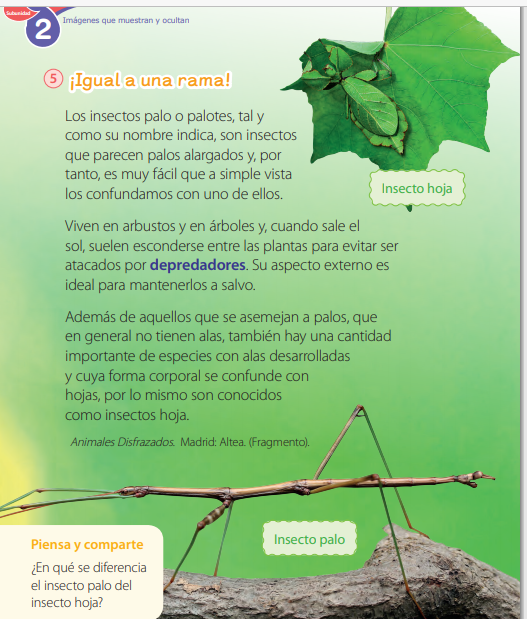 Subunidad
2
Imágenes que muestran y ocultan
5 ¡Igual a una rama!
Los insectos palo o palotes, tal y
como su nombre indica, son insectos
que parecen palos alargados y, por
tanto, es muy fácil que a simple vista
los confundamos con uno de ellos.
Insecto hoja
Viven en arbustos y en árboles y, cuando sale el
sol, suelen esconderse entre las plantas para evitar ser
atacados por depredadores. Su aspecto externo es
ideal para mantenerlos a salvo.
Además de aquellos que se asemejan a palos, que
en general no tienen alas, también hay una cantidad
importante de especies con alas desarrolladas
y cuya forma corporal se confunde con
hojas, por lo mismo son conocidos
como insectos hoja.
Animales Disfrazados. Madrid: Altea. (Fragmento).
Insecto palo
Piensa y comparte
¿En qué se diferencia
el insecto palo del
insecto hoja?